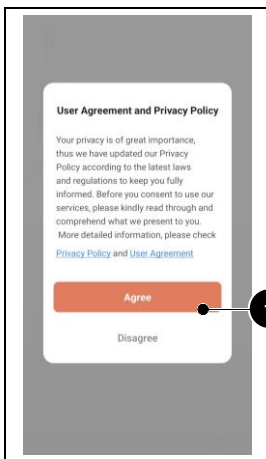 User Agreement and Privacy Policy
Your privacy is of great importance,
thus we have updated our Privacy
Policy according to the latest laws
and regulations to keep you fully
informed. Before you consent to use our
services, please kindly read through and
comprehend what we present to you.
More detailed information, please check
Privacy Policy and User Agreement
Agree
Disagree